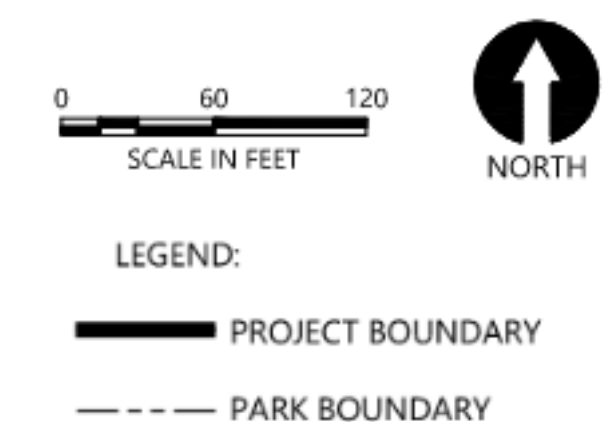 0 60 120
SCALE IN FEET
NORTH
LEGEND:
PROJECT BOUNDARY
PARK BOUNDARY